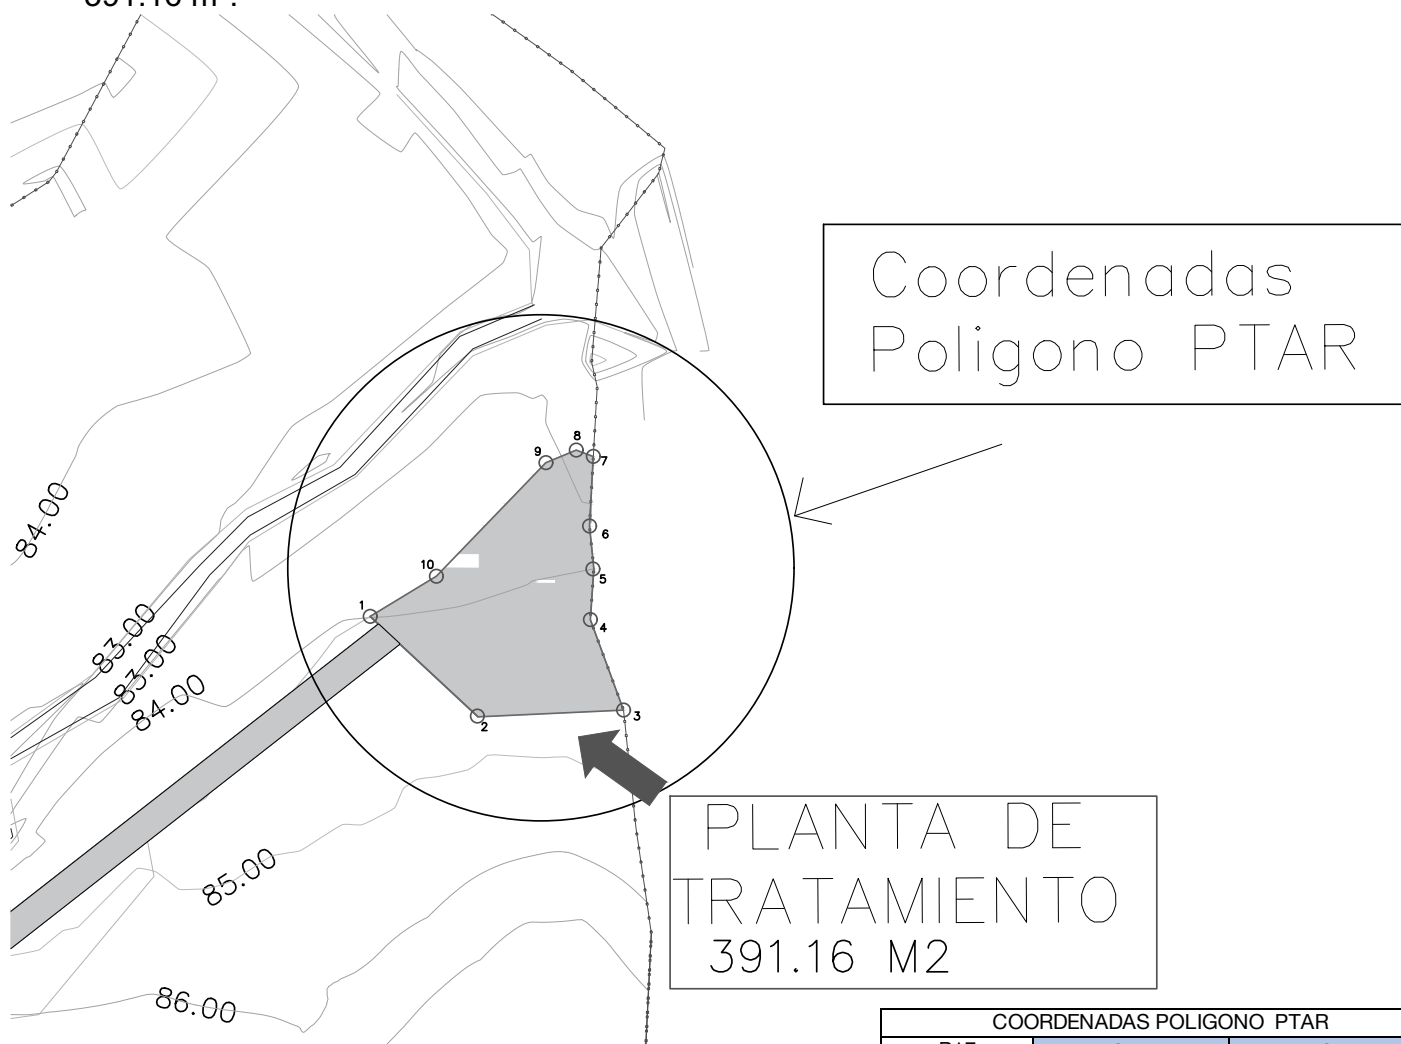 Coordenadas
Poligono PTAR
8
9
7
84.00
6
10
5
1
83.00
4
83.00
84.00
3
2
PLANTA DE
TRATAMIENTO
391.16 M2
85.00
86.00
COORDENADAS POLIGONO PTAR